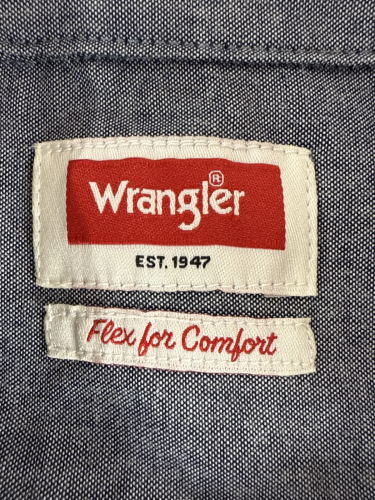 Wrangler®
EST. 1947
Flex for Comfort